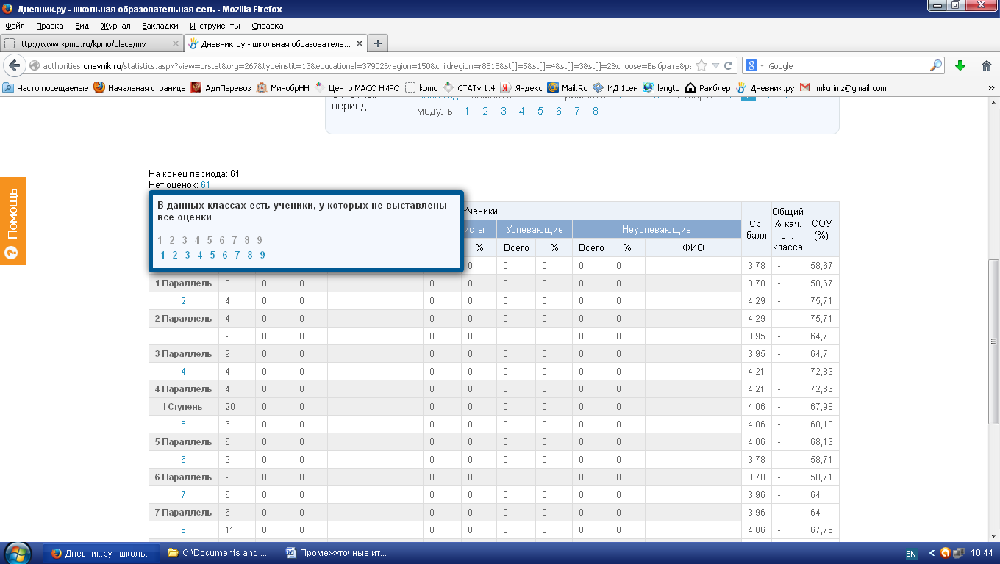 Дневник.ру - школьная образовательная сеть - Mozilla Firefox
Файл Правка Вид Журнал Закладки Инструменты Справка
http://www.kpmo.ru/kpmo/place/my Дневник.ру - школьная образователь...
authorities.dnevnik.ru/statistics.aspx?view=prstat&org=267&typeinstit=13&educational=37902&region=150&childregion=r8515&st[]=5&st[]=4&st[]=3&st[]=2&choose=Выбрать&pe Google
Часто посещаемые Начальная страница АдмПеревоз МинобрНН Центр МАСО НИРО kpmo СТАТv.1.4 Яндекс Mail.Ru ИД 1сен lengto Рамблер Дневник.ру mku.imz@gmail.com »
период
модуль: 1 2 3 4 5 6 7 8
На конец периода: 61
Нет оценок: 61
Помощь
В данных классах есть ученики, у которых не выставлены
все оценки
1 2 3 4 5 6 7 8 9
1 2 3 4 5 6 7 8 9
Ученики Ср. балл Общий % кач. зн. класса СОУ (%)
исты Успевающие Неуспевающие
% Всего % Всего % ФИО
0 0 0 0 0 3,78 - 58,67
1 Параллель 3 0 0 0 0 0 0 0 0 3,78 - 58,67
2 4 0 0 0 0 0 0 0 0 4,29 - 75,71
2 Параллель 4 0 0 0 0 0 0 0 0 4,29 - 75,71
3 9 0 0 0 0 0 0 0 0 3,95 - 64,7
3 Параллель 9 0 0 0 0 0 0 0 0 3,95 - 64,7
4 4 0 0 0 0 0 0 0 0 4,21 - 72,83
4 Параллель 4 0 0 0 0 0 0 0 0 4,21 - 72,83
I Ступень 20 0 0 0 0 0 0 0 0 4,06 - 67,98
5 6 0 0 0 0 0 0 0 0 4,06 - 68,13
5 Параллель 6 0 0 0 0 0 0 0 0 4,06 - 68,13
6 9 0 0 0 0 0 0 0 0 3,78 - 58,71
6 Параллель 9 0 0 0 0 0 0 0 0 3,78 - 58,71
7 6 0 0 0 0 0 0 0 0 3,96 - 64
7 Параллель 6 0 0 0 0 0 0 0 0 3,96 - 64
8 11 0 0 0 0 0 0 0 0 4,06 - 67,78
Дневник.ру - школь... C:\Documents and ... Промежуточные ит... EN 10:44